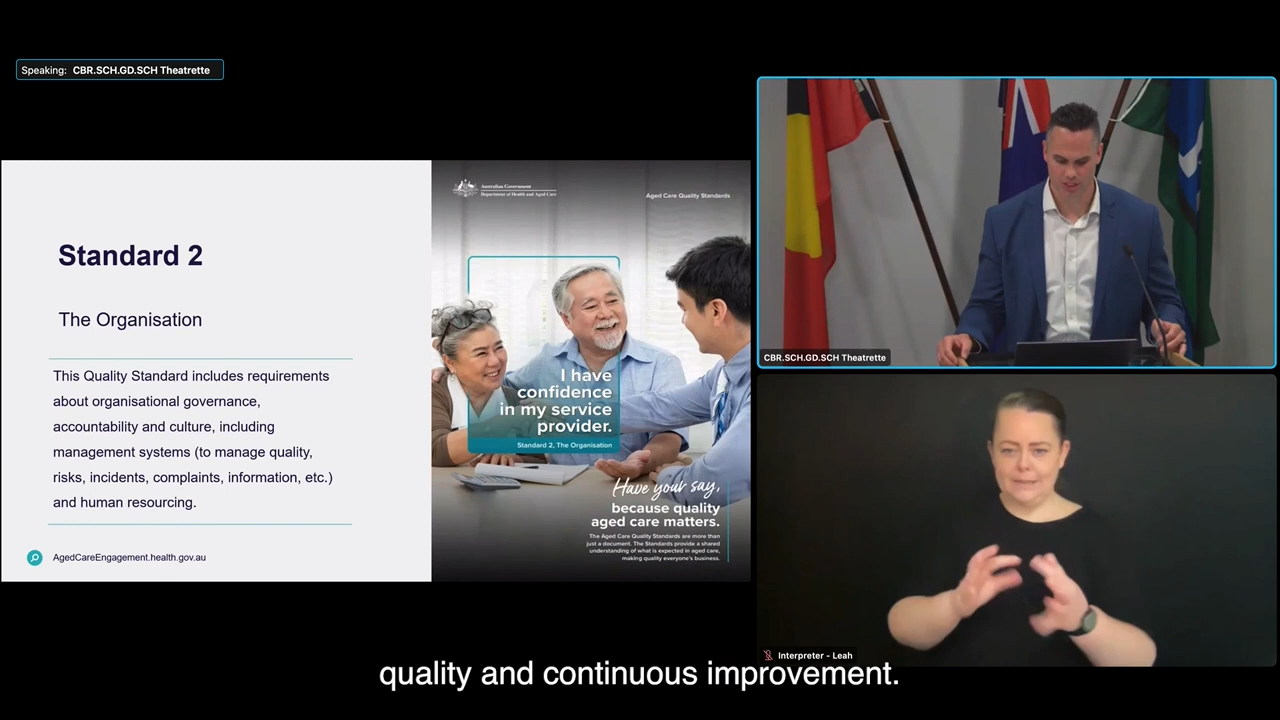 Speaking: CBR.SCH.GD.SCH Theatrette
Standard 2
The Organisation
This Quality Standard includes requirements
about organisational governance,
accountability and culture, including
management systems (to manage quality,
risks, incidents, complaints, information, etc.)
and human resourcing.
AgedCareEngagement.health.gov.au
Australian Government
Department of Health and Aged Care
Aged Care Quality Standards
I have
confidence
in my service
provider.
Standard 2, The Organisation
Have your say,
because quality
aged care matters.
The Aged Care Quality Standards are more than
just a document. The Standards provide a shared
understanding of what is expected in aged care,
making quality everyone's business.
CBR.SCH.GD.SCH Theatrette
Interpreter - Leah
quality and continuous improvement.